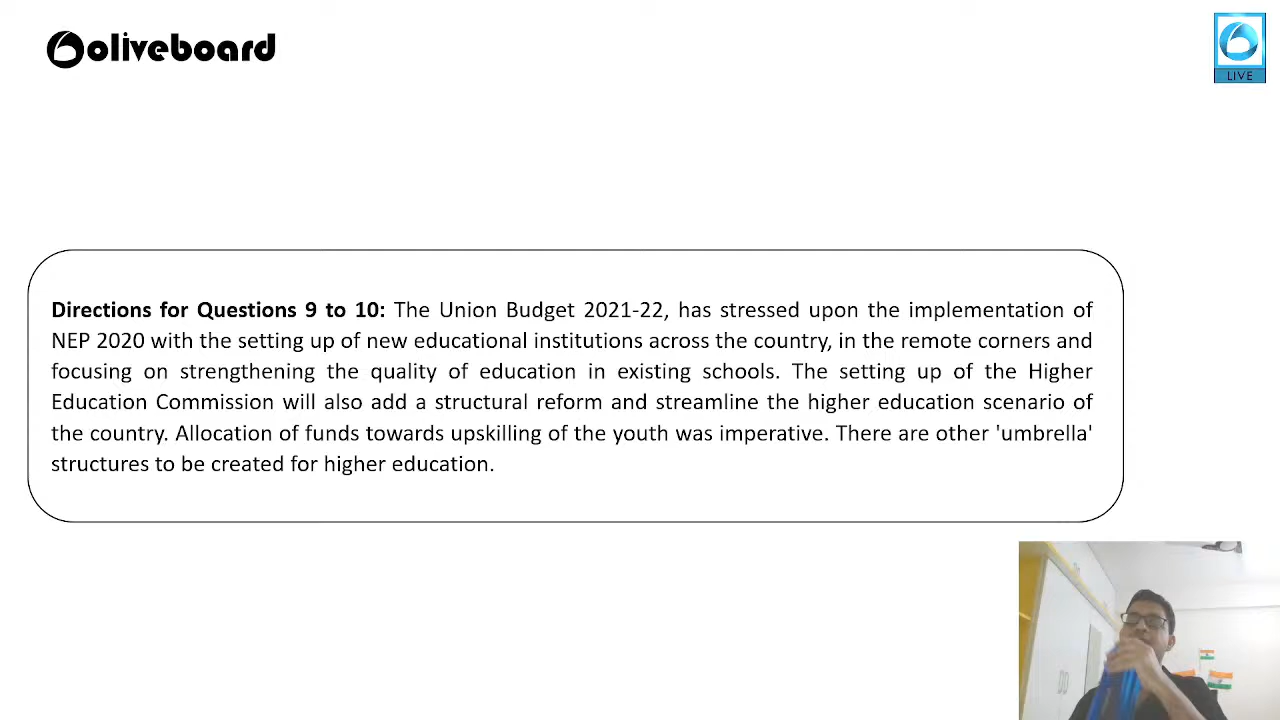 oliveboard
LIVE
Directions for Questions 9 to 10: The Union Budget 2021-22, has stressed upon the implementation of
NEP 2020 with the setting up of new educational institutions across the country, in the remote corners and
focusing on strengthening the quality of education in existing schools. The setting up of the Higher
Education Commission will also add a structural reform and streamline the higher education scenario of
the country. Allocation of funds towards upskilling of the youth was imperative. There are other 'umbrella'
structures to be created for higher education.